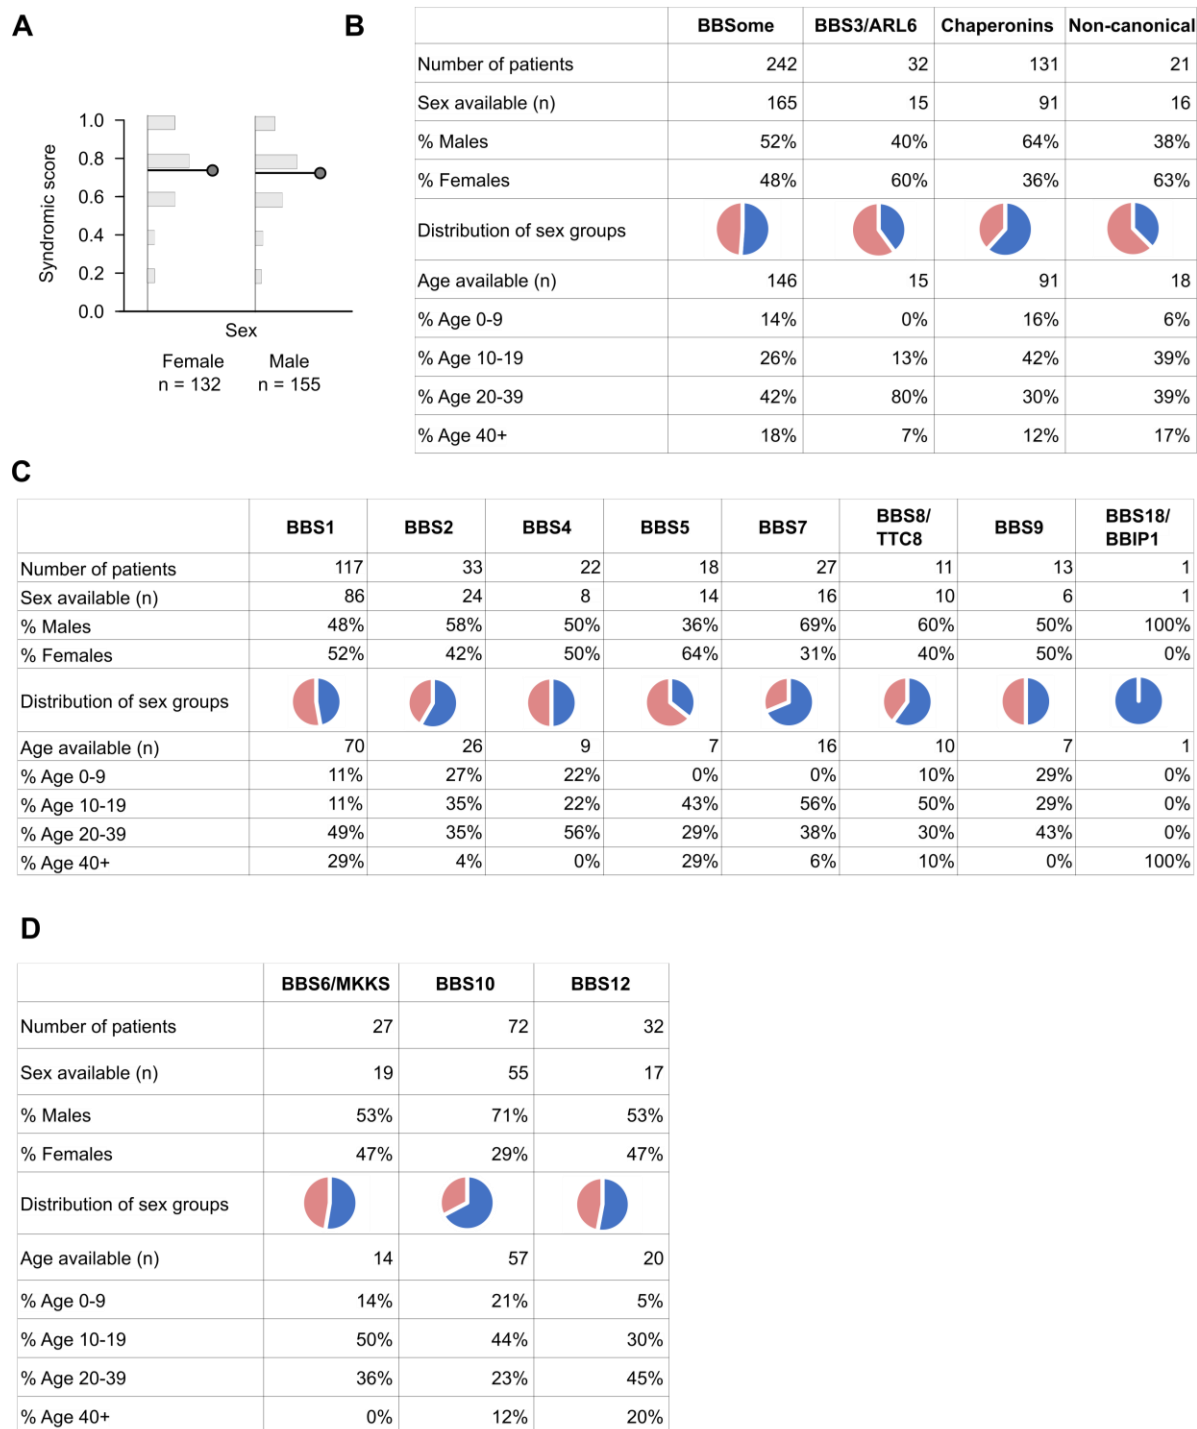 A
1.0
0.8
0.6
0.4
0.2
0.0
Syndromic score
Sex
Female Male
n = 132 n = 155
B
BBSome BBS3/ARL6 Chaperonins Non-canonical
Number of patients 242 32 131 21
Sex available (n) 165 15 91 16
% Males 52% 40% 64% 38%
% Females 48% 60% 36% 63%
Distribution of sex groups
Age available (n) 146 15 91 18
% Age 0-9 14% 0% 16% 6%
% Age 10-19 26% 13% 42% 39%
% Age 20-39 42% 80% 30% 39%
% Age 40+ 18% 7% 12% 17%
C
BBS1 BBS2 BBS4 BBS5 BBS7 BBS8/ BBS9 BBS18/
TTC8 BBIP1
Number of patients 117 33 22 18 27 11 13 1
Sex available (n) 86 24 8 14 16 10 6 1
% Males 48% 58% 50% 36% 69% 60% 50% 100%
% Females 52% 42% 50% 64% 31% 40% 50% 0%
Distribution of sex groups
Age available (n) 70 26 9 7 16 10 7 1
% Age 0-9 11% 27% 22% 0% 0% 10% 29% 0%
% Age 10-19 11% 35% 22% 43% 56% 50% 29% 0%
% Age 20-39 49% 35% 56% 29% 38% 30% 43% 0%
% Age 40+ 29% 4% 0% 29% 6% 10% 0% 100%
D
BBS6/MKKS BBS10 BBS12
Number of patients 27 72 32
Sex available (n) 19 55 17
% Males 53% 71% 53%
% Females 47% 29% 47%
Distribution of sex groups
Age available (n) 14 57 20
% Age 0-9 14% 21% 5%
% Age 10-19 50% 44% 30%
% Age 20-39 36% 23% 45%
% Age 40+ 0% 12% 20%